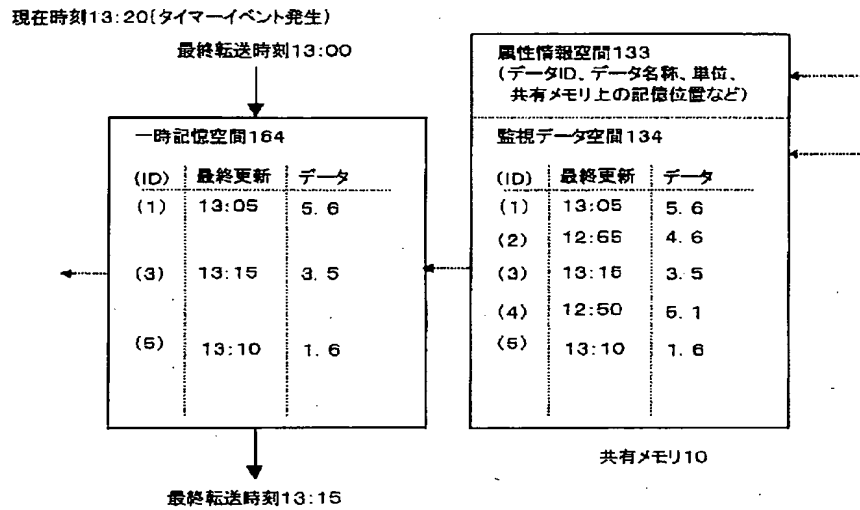 現在時刻13:20(タイマーイベント発生)
最終転送時刻13:00
属性情報空間133
(データID、データ名称、単位、
共有メモリ上の記憶位置など)
一時記憶空間164
(ID) 最終更新 データ
(1) 13:05 5.6
(3) 13:15 3.5
(5) 13:10 1.6
監視データ空間134
(ID) 最終更新 データ
(1) 13:05 5.6
(2) 12:55 4.6
(3) 13:15 3.5
(4) 12:50 5.1
(5) 13:10 1.6
共有メモリ10
最終転送時刻13:15